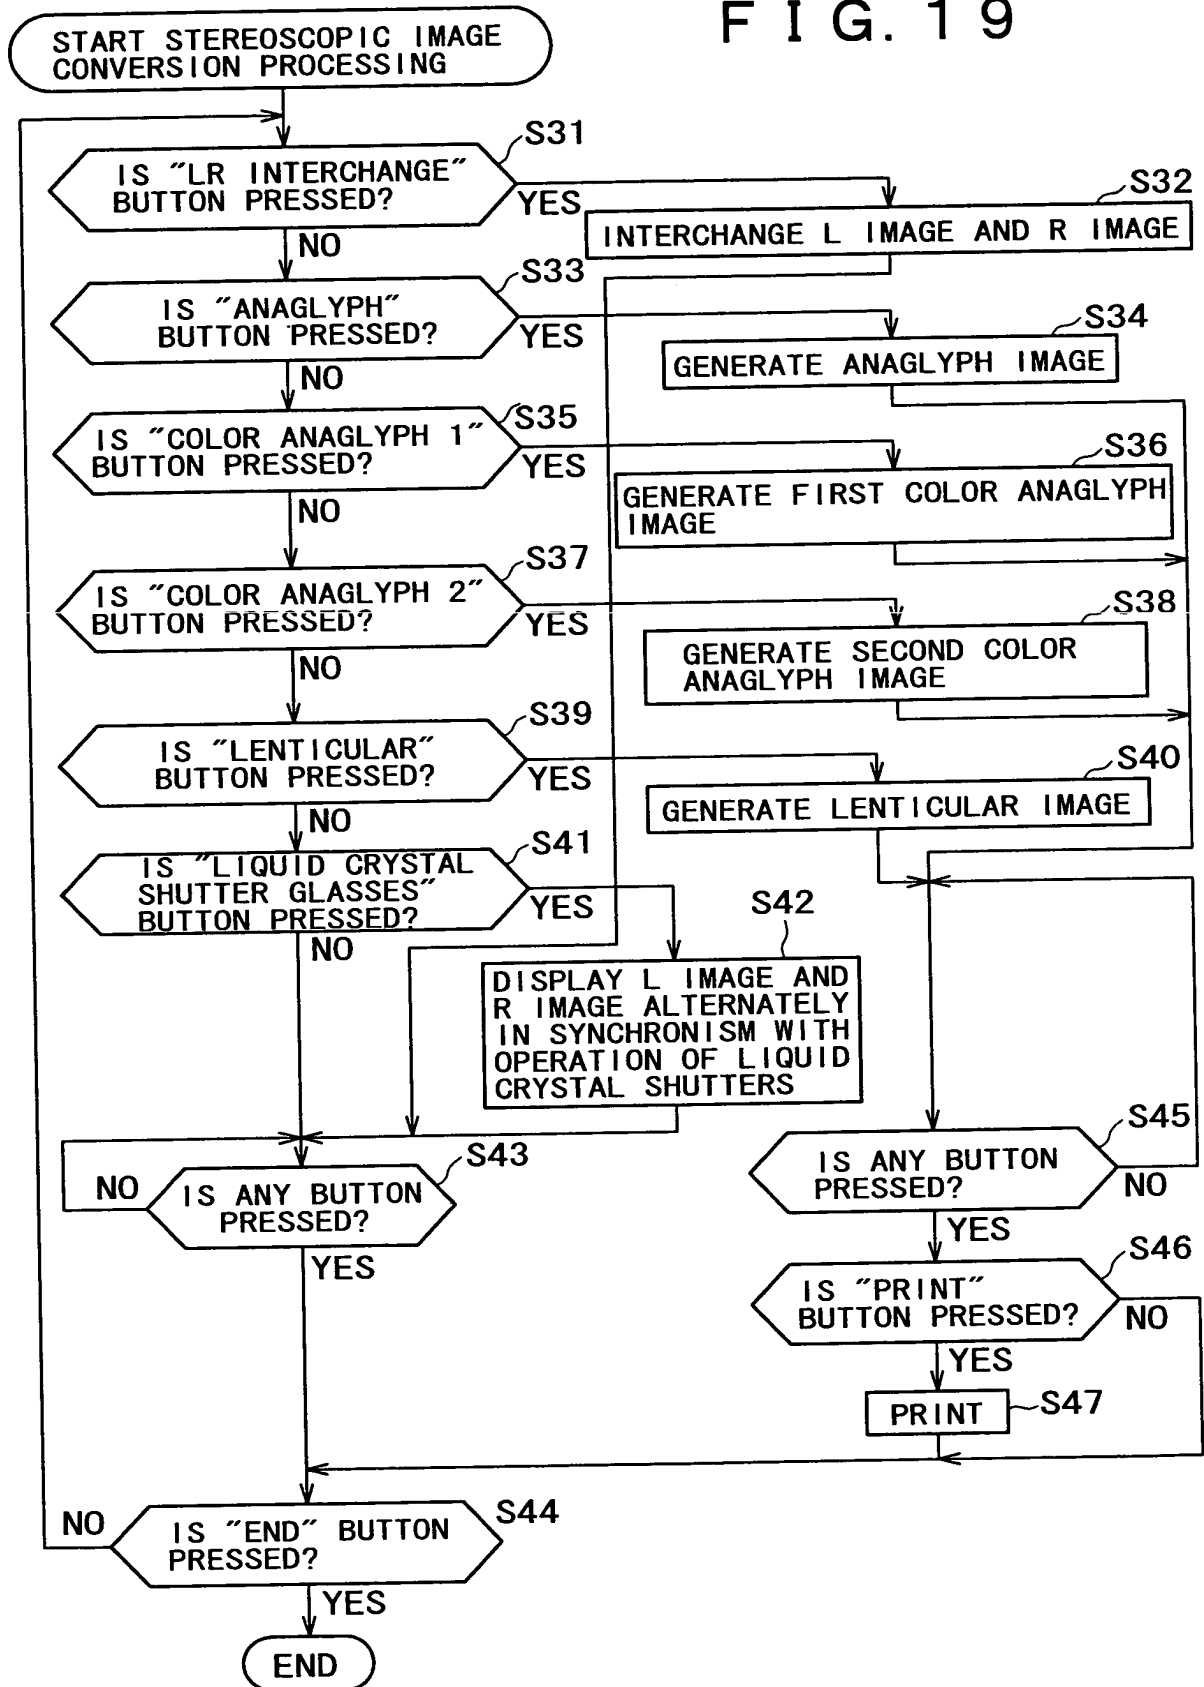 FIG. 19
START STEREOSCOPIC IMAGE
CONVERSION PROCESSING
S31
IS "LR INTERCHANGE"
BUTTON PRESSED?
YES
NO
S32
INTERCHANGE L IMAGE AND R IMAGE
S33
IS "ANAGLYPH"
BUTTON PRESSED?
YES
NO
S34
GENERATE ANAGLYPH IMAGE
S35
IS "COLOR ANAGLYPH 1"
BUTTON PRESSED?
YES
NO
S36
GENERATE FIRST COLOR ANAGLYPH
IMAGE
S37
IS "COLOR ANAGLYPH 2"
BUTTON PRESSED?
YES
NO
S38
GENERATE SECOND COLOR
ANAGLYPH IMAGE
S39
IS "LENTICULAR"
BUTTON PRESSED?
YES
NO
S40
GENERATE LENTICULAR IMAGE
S41
IS "LIQUID CRYSTAL
SHUTTER GLASSES"
BUTTON PRESSED?
YES
NO
S42
DISPLAY L IMAGE AND
R IMAGE ALTERNATELY
IN SYNCHRONISM WITH
OPERATION OF LIQUID
CRYSTAL SHUTTERS
S43
NO
IS ANY BUTTON
PRESSED?
YES
S45
IS ANY BUTTON
PRESSED?
NO
YES
S46
IS "PRINT"
BUTTON PRESSED?
NO
YES
S47
PRINT
S44
NO
IS "END" BUTTON
PRESSED?
YES
END